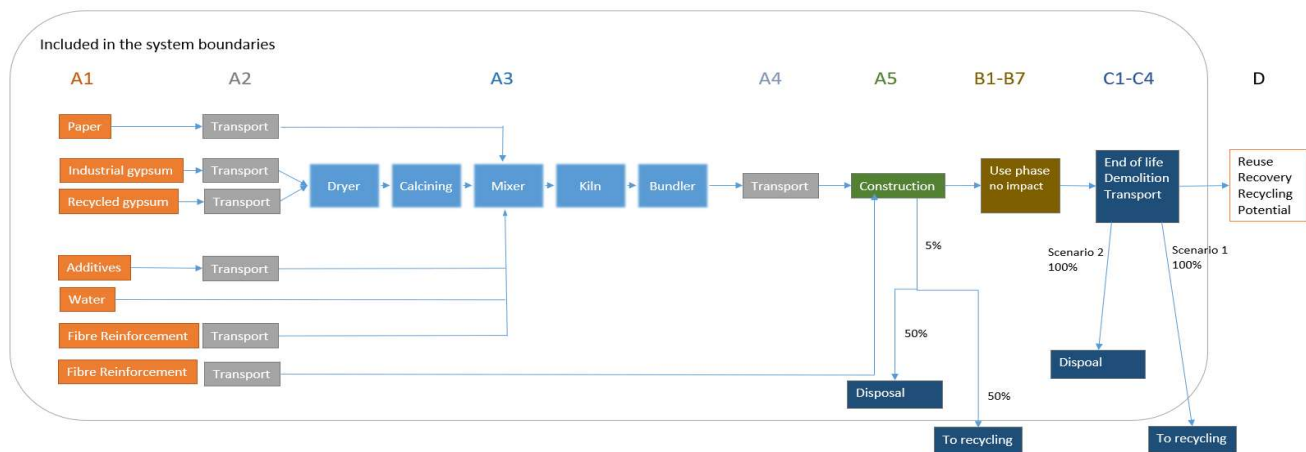 Included in the system boundaries
A1
A2
A3
A4
A5
B1-B7
C1-C4
D
Paper
Transport
Industrial gypsum
Transport
Recycled gypsum
Transport
Dryer
Calcining
Mixer
Kiln
Bundler
Transport
Construction
Use phase
no impact
End of life
Demolition
Transport
Reuse
Recovery
Recycling
Potential
Additives
Transport
Water
Fibre Reinforcement
Transport
Fibre Reinforcement
Transport
5%
50%
Disposal
50%
To recycling
Scenario 2
100%
Dispoal
Scenario 1
100%
To recycling